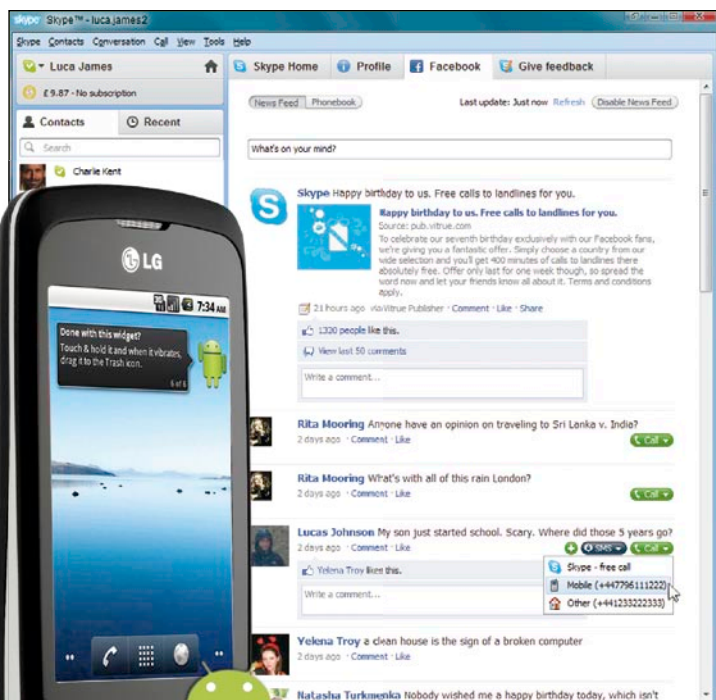 Skype™ - luca.james2
Skype Contacts Conversation Call View Tools Help
Luca James
£9.87 - No subscription
Contacts Recent
Search
Charlie Kent
Skype Home Profile Facebook Give feedback
News Feed Phonebook Last update: Just now Refresh Disable News Feed
What's on your mind?
Skype Happy birthday to us. Free calls to landlines for you.
Happy birthday to us. Free calls to landlines for you.
Source: pub.vitrue.com
To celebrate our seventh birthday exclusively with our Facebook fans,
we're giving you a fantastic offer. Simply choose a country from our
wide selection and you'll get 400 minutes of calls to landlines there
absolutely free. Offer only last for one week though, so spread the
word now and let your friends know all about it. Terms and conditions
apply.
21 hours ago via Vitrue Publisher · Comment · Like · Share
1320 people like this.
View last 50 comments
Write a comment...
Rita Mooring Anyone have an opinion on traveling to Sri Lanka v. India?
2 days ago · Comment · Like Call
Rita Mooring What's with all of this rain London?
2 days ago · Comment · Like Call
Lucas Johnson My son just started school. Scary. Where did those 5 years go?
2 days ago · Comment · Like SMS Call
Yelena Troy likes this.
Write a comment...
Skype - free call
Mobile (+447796111222)
Other (+441233222333)
Yelena Troy a clean house is the sign of a broken computer
2 days ago · Comment · Like
Natasha Turkmenka Nobody wished me a happy birthday today, which isn't
LG
3G 7:34 AM
Done with this widget?
Touch & hold it and when it vibrates,
drag it to the Trash icon.
6 of 6